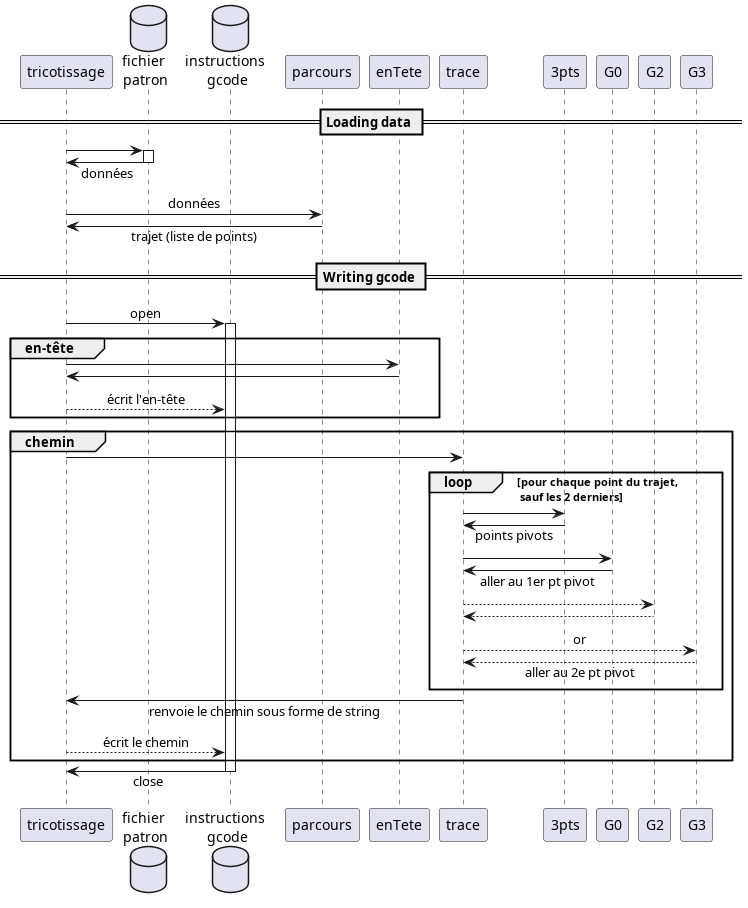 tricotissage
fichier
patron
instructions
gcode
parcours
enTete
trace
3pts
G0
G2
G3
Loading data
données
données
trajet (liste de points)
Writing gcode
open
en-tête
écrit l'en-tête
chemin
loop
[pour chaque point du trajet,
sauf les 2 derniers]
points pivots
aller au 1er pt pivot
or
aller au 2e pt pivot
renvoie le chemin sous forme de string
écrit le chemin
close
tricotissage
fichier
patron
instructions
gcode
parcours
enTete
trace
3pts
G0
G2
G3